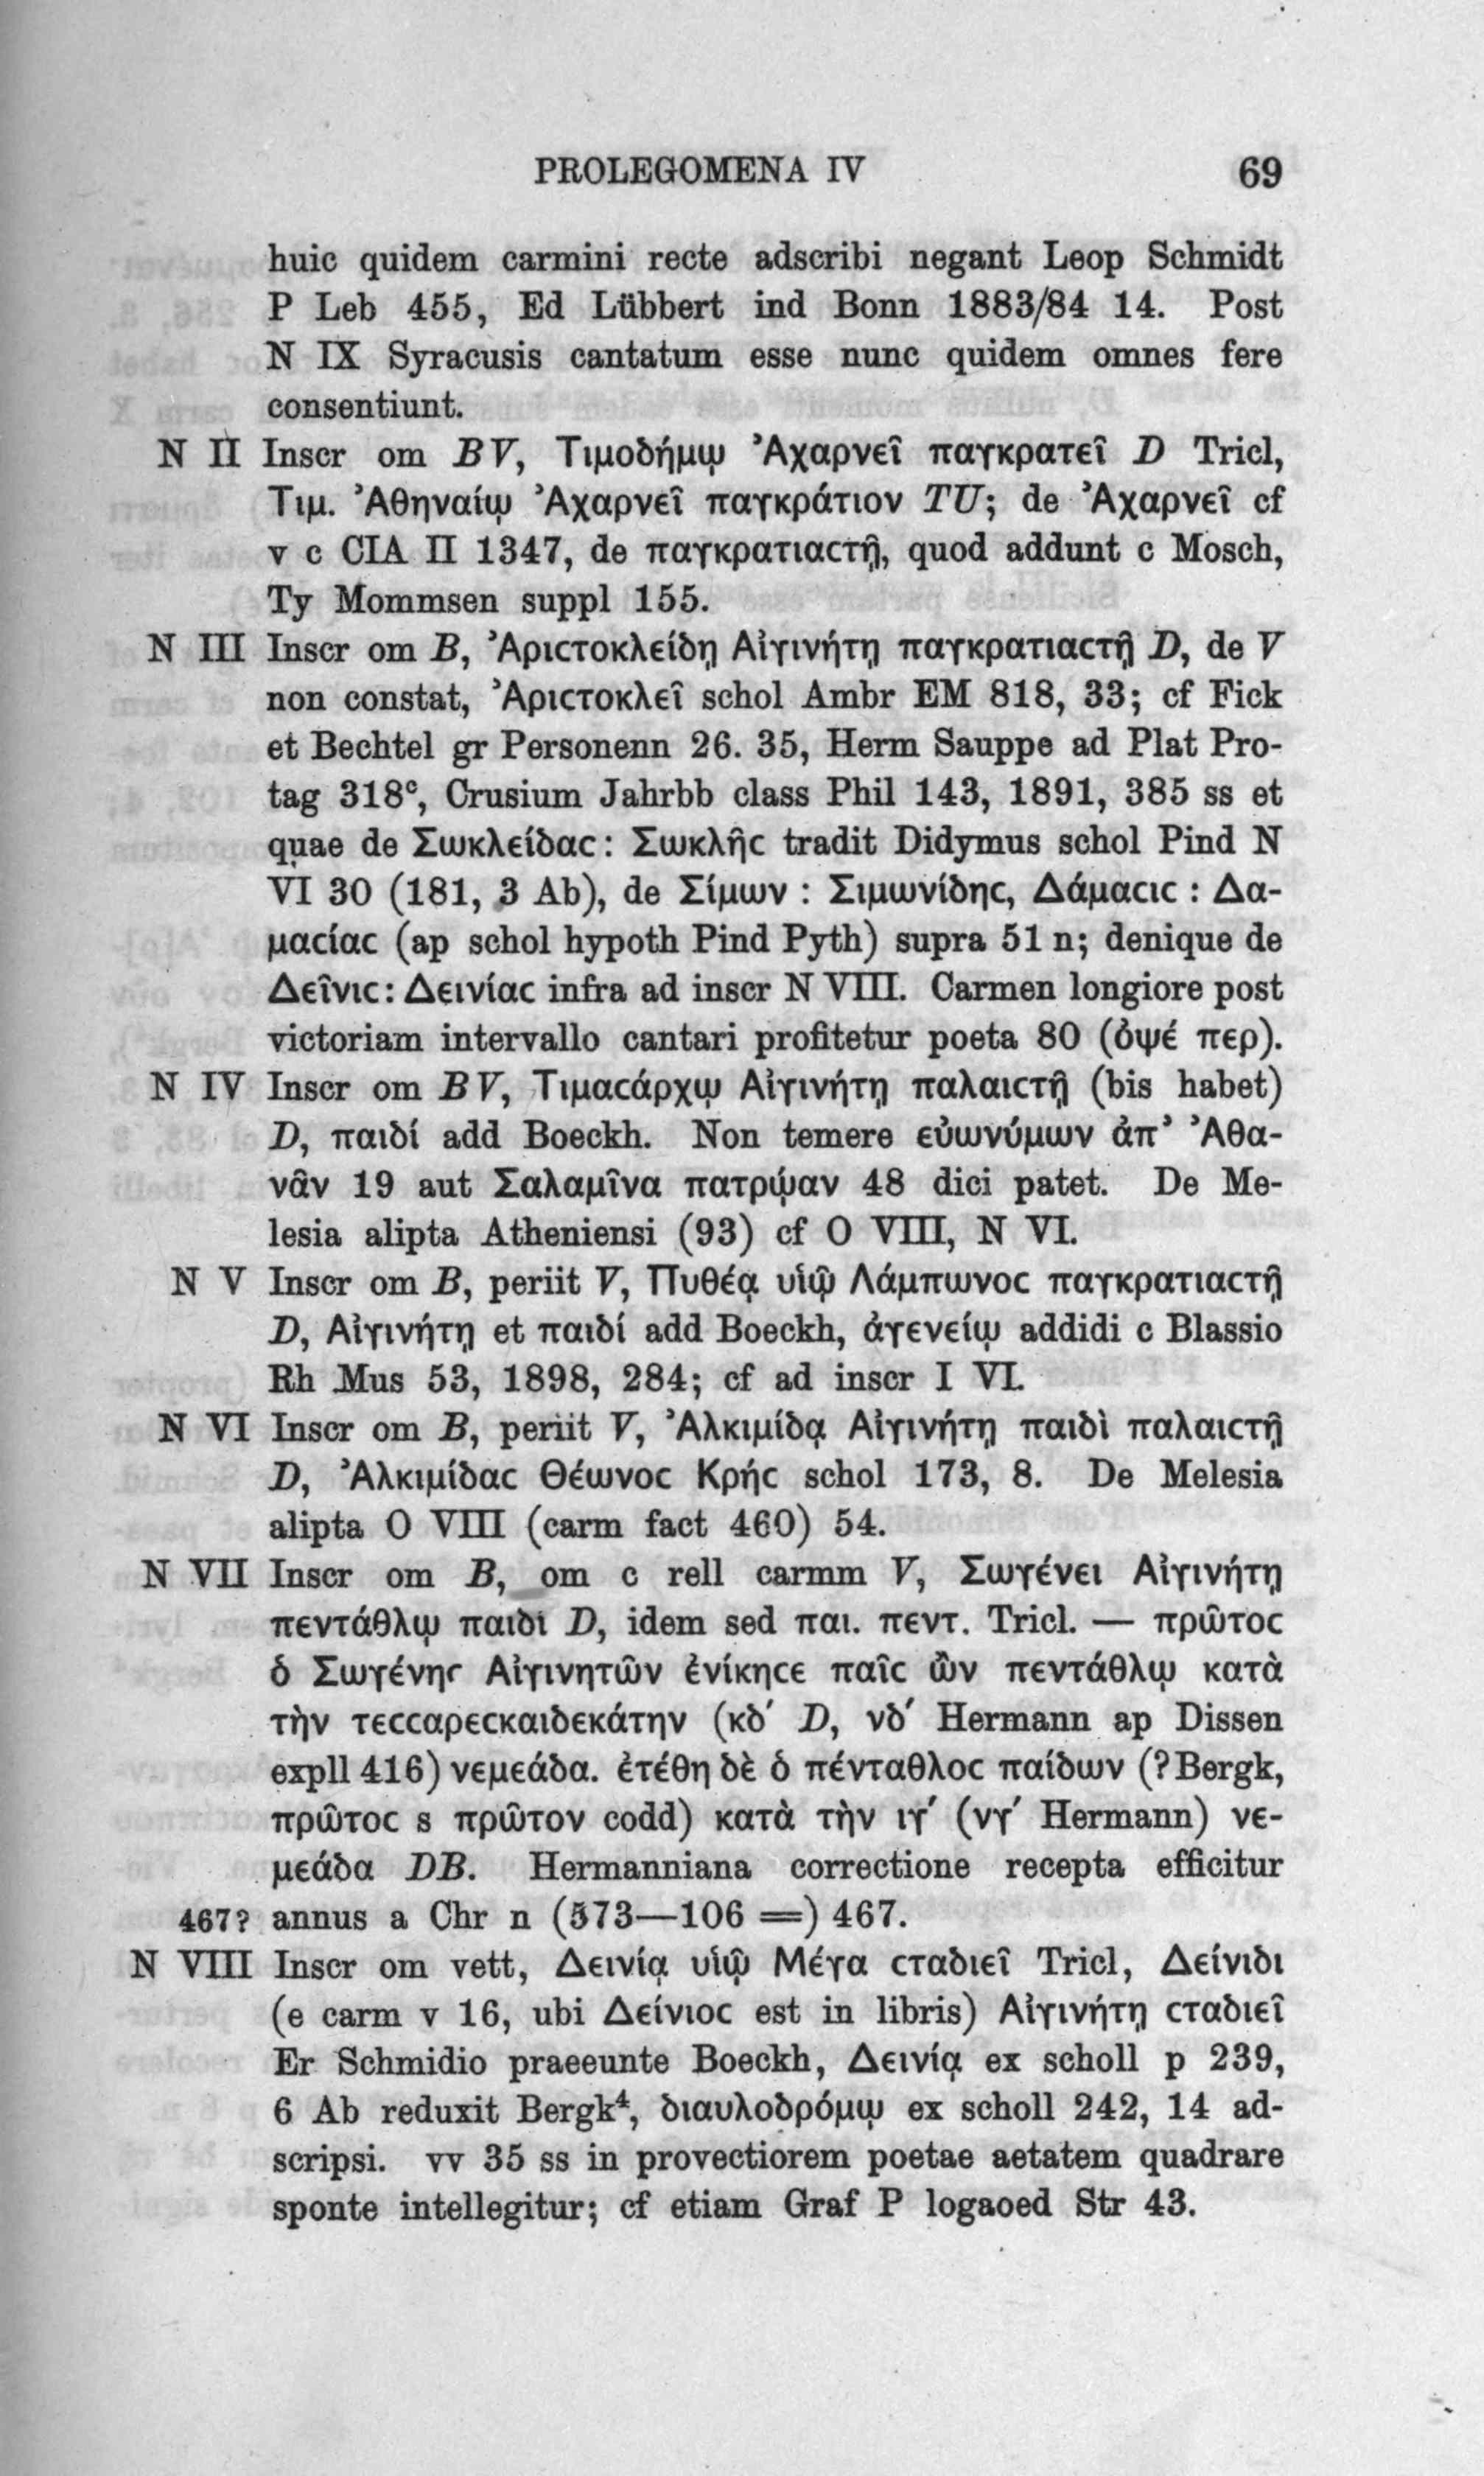 PROLEGOMENA IV 69
huic quidem carmini recte adscribi negant Leop Schmidt
P Leb 455, Ed Lübbert ind Bonn 1883/84 14. Post
N IX Syracusis cantatum esse nunc quidem omnes fere
consentiunt.
N II Inscr om BV, Τιμοδήμῳ Ἀχαρνεῖ παγκρατεῖ D Tricl,
Τιμ. Ἀθηναίῳ Ἀχαρνεῖ παγκράτιον TU; de Ἀχαρνεῖ cf
v c CIA II 1347, de παγκρατιαϲτῇ, quod addunt c Mosch,
Ty Mommsen suppl 155.
N III Inscr om B, Ἀριϲτοκλείδῃ Αἰγινήτῃ παγκρατιαϲτῇ D, de V
non constat, Ἀριϲτοκλεῖ schol Ambr EM 818, 33; cf Fick
et Bechtel gr Personenn 26. 35, Herm Sauppe ad Plat Pro-
tag 318ᶜ, Crusium Jahrbb class Phil 143, 1891, 385 ss et
quae de Σωκλείδαϲ: Σωκλῆϲ tradit Didymus schol Pind N
VI 30 (181, 3 Ab), de Σίμων : Σιμωνίδηϲ, Δάμαϲιϲ : Δα-
μαϲίαϲ (ap schol hypoth Pind Pyth) supra 51 n; denique de
Δεῖνιϲ: Δεινίαϲ infra ad inscr N VIII. Carmen longiore post
victoriam intervallo cantari profitetur poeta 80 (ὀψέ περ).
N IV Inscr om BV, Τιμαϲάρχῳ Αἰγινήτῃ παλαιϲτῇ (bis habet)
D, παιδί add Boeckh. Non temere εὐωνύμων ἀπ’ Ἀθα-
νᾶν 19 aut Σαλαμῖνα πατρῴαν 48 dici patet. De Me-
lesia alipta Atheniensi (93) cf O VIII, N VI.
N V Inscr om B, periit V, Πυθέᾳ υἱῷ Λάμπωνοϲ παγκρατιαϲτῇ
D, Αἰγινήτῃ et παιδί add Boeckh, ἀγενείῳ addidi c Blassio
Rh Mus 53, 1898, 284; cf ad inscr I VI.
N VI Inscr om B, periit V, Ἀλκιμίδᾳ Αἰγινήτῃ παιδὶ παλαιϲτῇ
D, Ἀλκιμίδαϲ Θέωνοϲ Κρήϲ schol 173, 8. De Melesia
alipta O VIII (carm fact 460) 54.
N VII Inscr om B, om c rell carmm V, Σωγένει Αἰγινήτῃ
πεντάθλῳ παιδὶ D, idem sed παι. πεντ. Tricl. — πρῶτοϲ
ὁ Σωγένηϲ Αἰγινητῶν ἐνίκηϲε παῖϲ ὢν πεντάθλῳ κατὰ
τὴν τεϲϲαρεϲκαιδεκάτην (κδ′ D, νδ′ Hermann ap Dissen
expll 416) νεμεάδα. ἐτέθη δὲ ὁ πένταθλοϲ παίδων (? Bergk,
πρῶτοϲ s πρῶτον codd) κατὰ τὴν ιγ′ (νγ′ Hermann) νε-
μεάδα DB. Hermanniana correctione recepta efficitur
467? annus a Chr n (573—106 =) 467.
N VIII Inscr om vett, Δεινίᾳ υἱῷ Μέγα ϲταδιεῖ Tricl, Δείνιδι
(e carm v 16, ubi Δείνιοϲ est in libris) Αἰγινήτῃ ϲταδιεῖ
Er Schmidio praeeunte Boeckh, Δεινίᾳ ex scholl p 239,
6 Ab reduxit Bergk⁴, διαυλοδρόμῳ ex scholl 242, 14 ad-
scripsi. vv 35 ss in provectiorem poetae aetatem quadrare
sponte intellegitur; cf etiam Graf P logaoed Str 43.